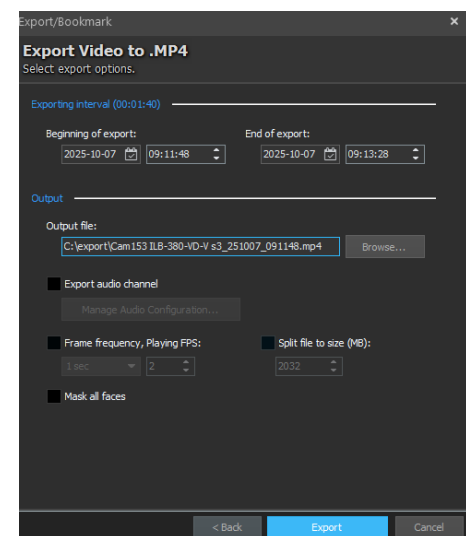 Export/Bookmark
Export Video to .MP4
Select export options.
Exporting interval (00:01:40)
Beginning of export: End of export:
2025-10-07 09:11:48 2025-10-07 09:13:28
Output
Output file:
C:\export\Cam153 ILB-380-VD-V s3_251007_091148.mp4 Browse...
Export audio channel
Manage Audio Configuration...
Frame frequency, Playing FPS: Split file to size (MB):
1 sec 2 2032
Mask all faces
< Back Export Cancel